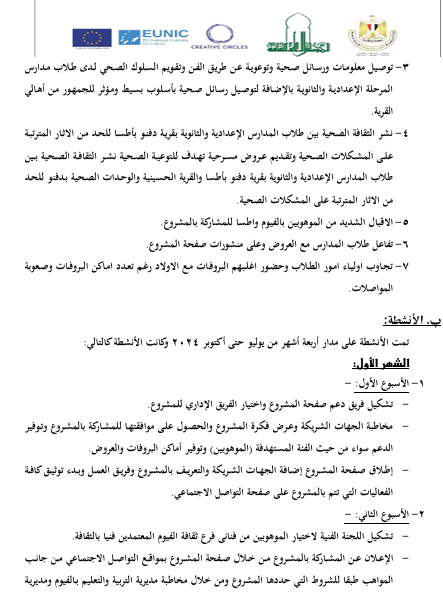 EUNIC
CREATIVE CIRCLES
٣- توصيل معلومات ورسائل صحية وتوعوية عن طريق الفن وتقويم السلوك الصحي لدى طلاب مدارس
المرحلة الإعدادية والثانوية بالإضافة لتوصيل رسائل صحية بأسلوب بسيط ومؤثر للجمهور من أهالي
القرية.
٤- نشر الثقافة الصحية بين طلاب المدارس الإعدادية والثانوية بقرية دفنو بأطسا للحد من الاثار المترتبة
على المشكلات الصحية وتقديم عروض مسرحية تهدف للتوعية الصحية نشر الثقافة الصحية بين
طلاب المدارس الإعدادية والثانوية بقرية دفنو بأطسا والقرية الحسينية والوحدات الصحية بدفنو للحد
من الاثار المترتبة على المشكلات الصحية.
٥- الاقبال الشديد من الموهوبين بالفيوم واطسا للمشاركة بالمشروع.
٦- تفاعل طلاب المدارس مع العروض وعلى منشورات صفحة المشروع.
٧- تجاوب اولياء امور الطلاب وحضور اغلبهم البروفات مع الاولاد رغم تعدد اماكن البروفات وصعوبة
المواصلات.
ب. الأنشطة:
تمت الأنشطة على مدار أربعة أشهر من يوليو حتى أكتوبر ٢٠٢٤ وكانت الأنشطة كالتالي:
الشهر الأول:
١- الأسبوع الأول: –
– تشكيل فريق دعم صفحة المشروع واختيار الفريق الإداري للمشروع.
– مخاطبة الجهات الشريكة وعرض فكرة المشروع والحصول على موافقتها للمشاركة بالمشروع وتوفير
الدعم سواء من حيث الفئة المستهدفة (الموهوبين) وتوفير أماكن البروفات والعروض.
– إطلاق صفحة المشروع إضافة الجهات الشريكة والتعريف بالمشروع وفريق العمل وبدء توثيق كافة
الفعاليات التي تتم بالمشروع على صفحة التواصل الاجتماعي.
٢- الأسبوع الثاني: –
– تشكيل اللجنة الفنية لاختيار الموهوبين من فنانى فرع ثقافة الفيوم المعتمدين فنيا بالثقافة.
– الإعلان عن المشاركة بالمشروع من خلال صفحة المشروع بمواقع التواصل الاجتماعي من جانب
المواهب طبقا للشروط التي حددها المشروع ومن خلال مخاطبة مديرية التربية والتعليم بالفيوم ومديرية